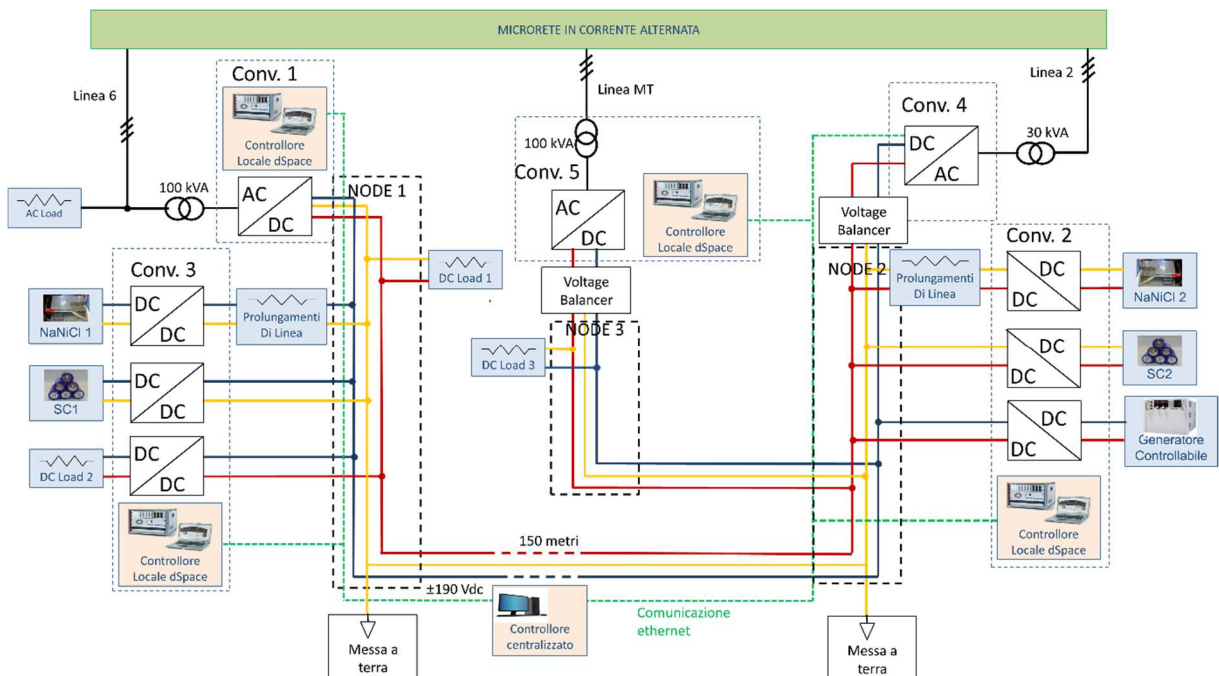 MICRORETE IN CORRENTE ALTERNATA
Linea 6
Conv. 1
Controllore
Locale dSpace
Linea MT
Linea 2
100 kVA
Conv. 5
Conv. 4
DC
AC
30 kVA
AC Load
100 kVA
AC
DC
NODE 1
AC
DC
Controllore
Locale dSpace
Voltage
Balancer
DC Load 1
Voltage
Balancer
NODE 2
Prolungamenti
Di Linea
Conv. 2
DC
DC
NaNiCl 2
Conv. 3
NaNiCl 1
DC
DC
Prolungamenti
Di Linea
NODE 3
DC Load 3
DC
DC
SC2
SC1
DC
DC
DC
DC
Generatore
Controllabile
DC Load 2
DC
DC
Controllore
Locale dSpace
Controllore
Locale dSpace
150 metri
±190 Vdc
Controllore
centralizzato
Comunicazione
ethernet
Messa a
terra
Messa a
terra